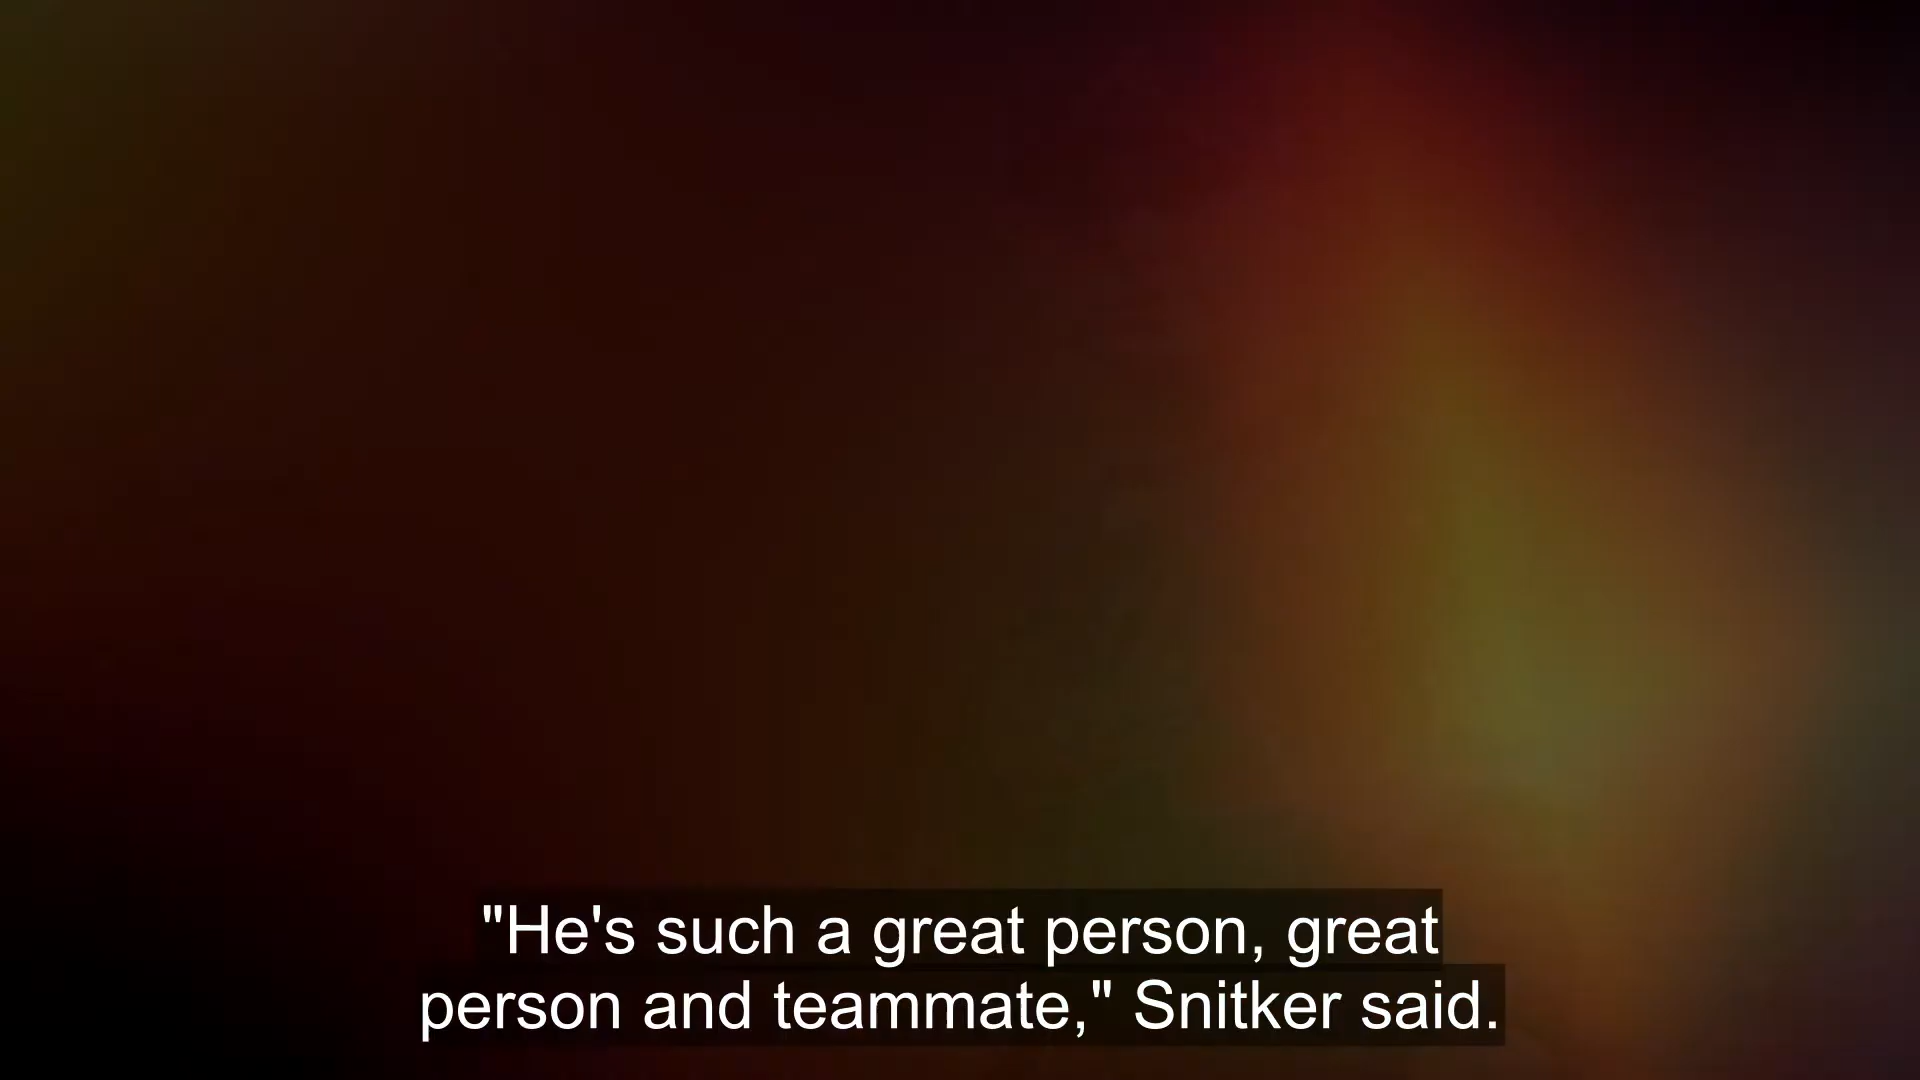 "He's such a great person, great
person and teammate," Snitker said.